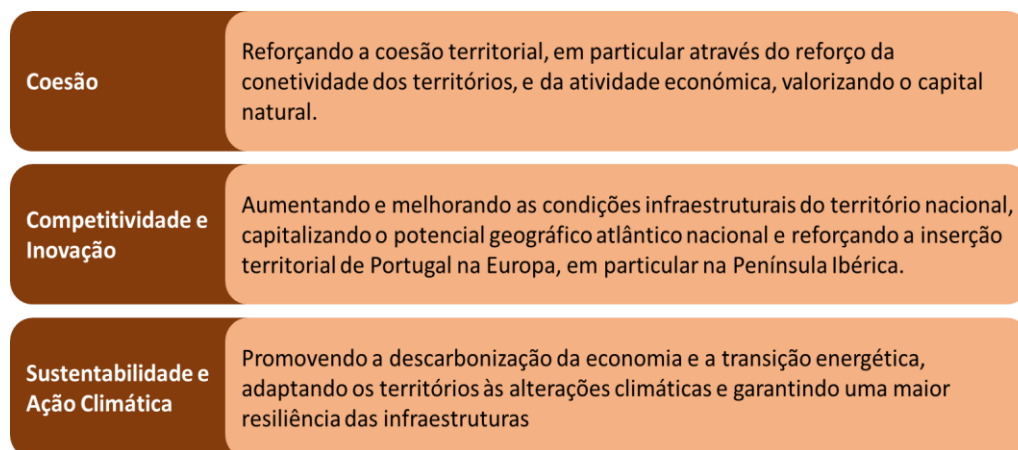 Coesão
Reforçando a coesão territorial, em particular através do reforço da
conetividade dos territórios, e da atividade económica, valorizando o capital
natural.
Competitividade e
Inovação
Aumentando e melhorando as condições infraestruturais do território nacional,
capitalizando o potencial geográfico atlântico nacional e reforçando a inserção
territorial de Portugal na Europa, em particular na Península Ibérica.
Sustentabilidade e
Ação Climática
Promovendo a descarbonização da economia e a transição energética,
adaptando os territórios às alterações climáticas e garantindo uma maior
resiliência das infraestruturas